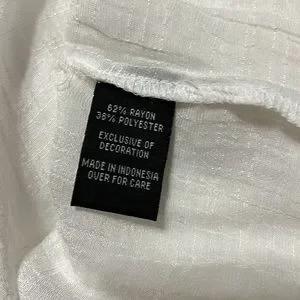 62% RAYON
38% POLYESTER
EXCLUSIVE OF
DECORATION
MADE IN INDONESIA
OVER FOR CARE